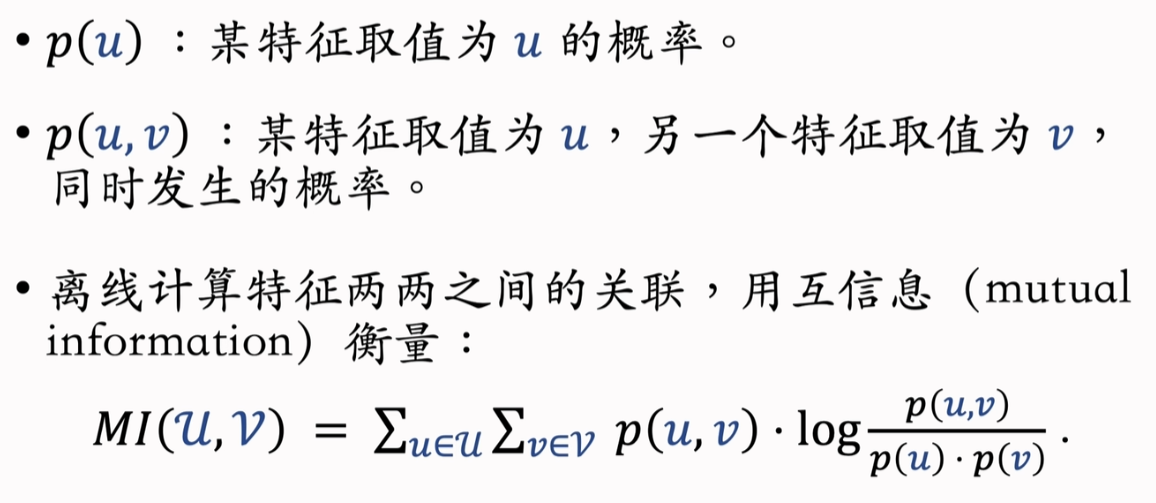 • p(u) ：某特征取值为 u 的概率。
• p(u, v) ：某特征取值为 u，另一个特征取值为 v，
同时发生的概率。
• 离线计算特征两两之间的关联，用互信息（mutual
information）衡量：
MI(𝒰, 𝒱) = ∑_{u∈𝒰} ∑_{v∈𝒱} p(u, v) · log \frac{p(u,v)}{p(u) · p(v)} .